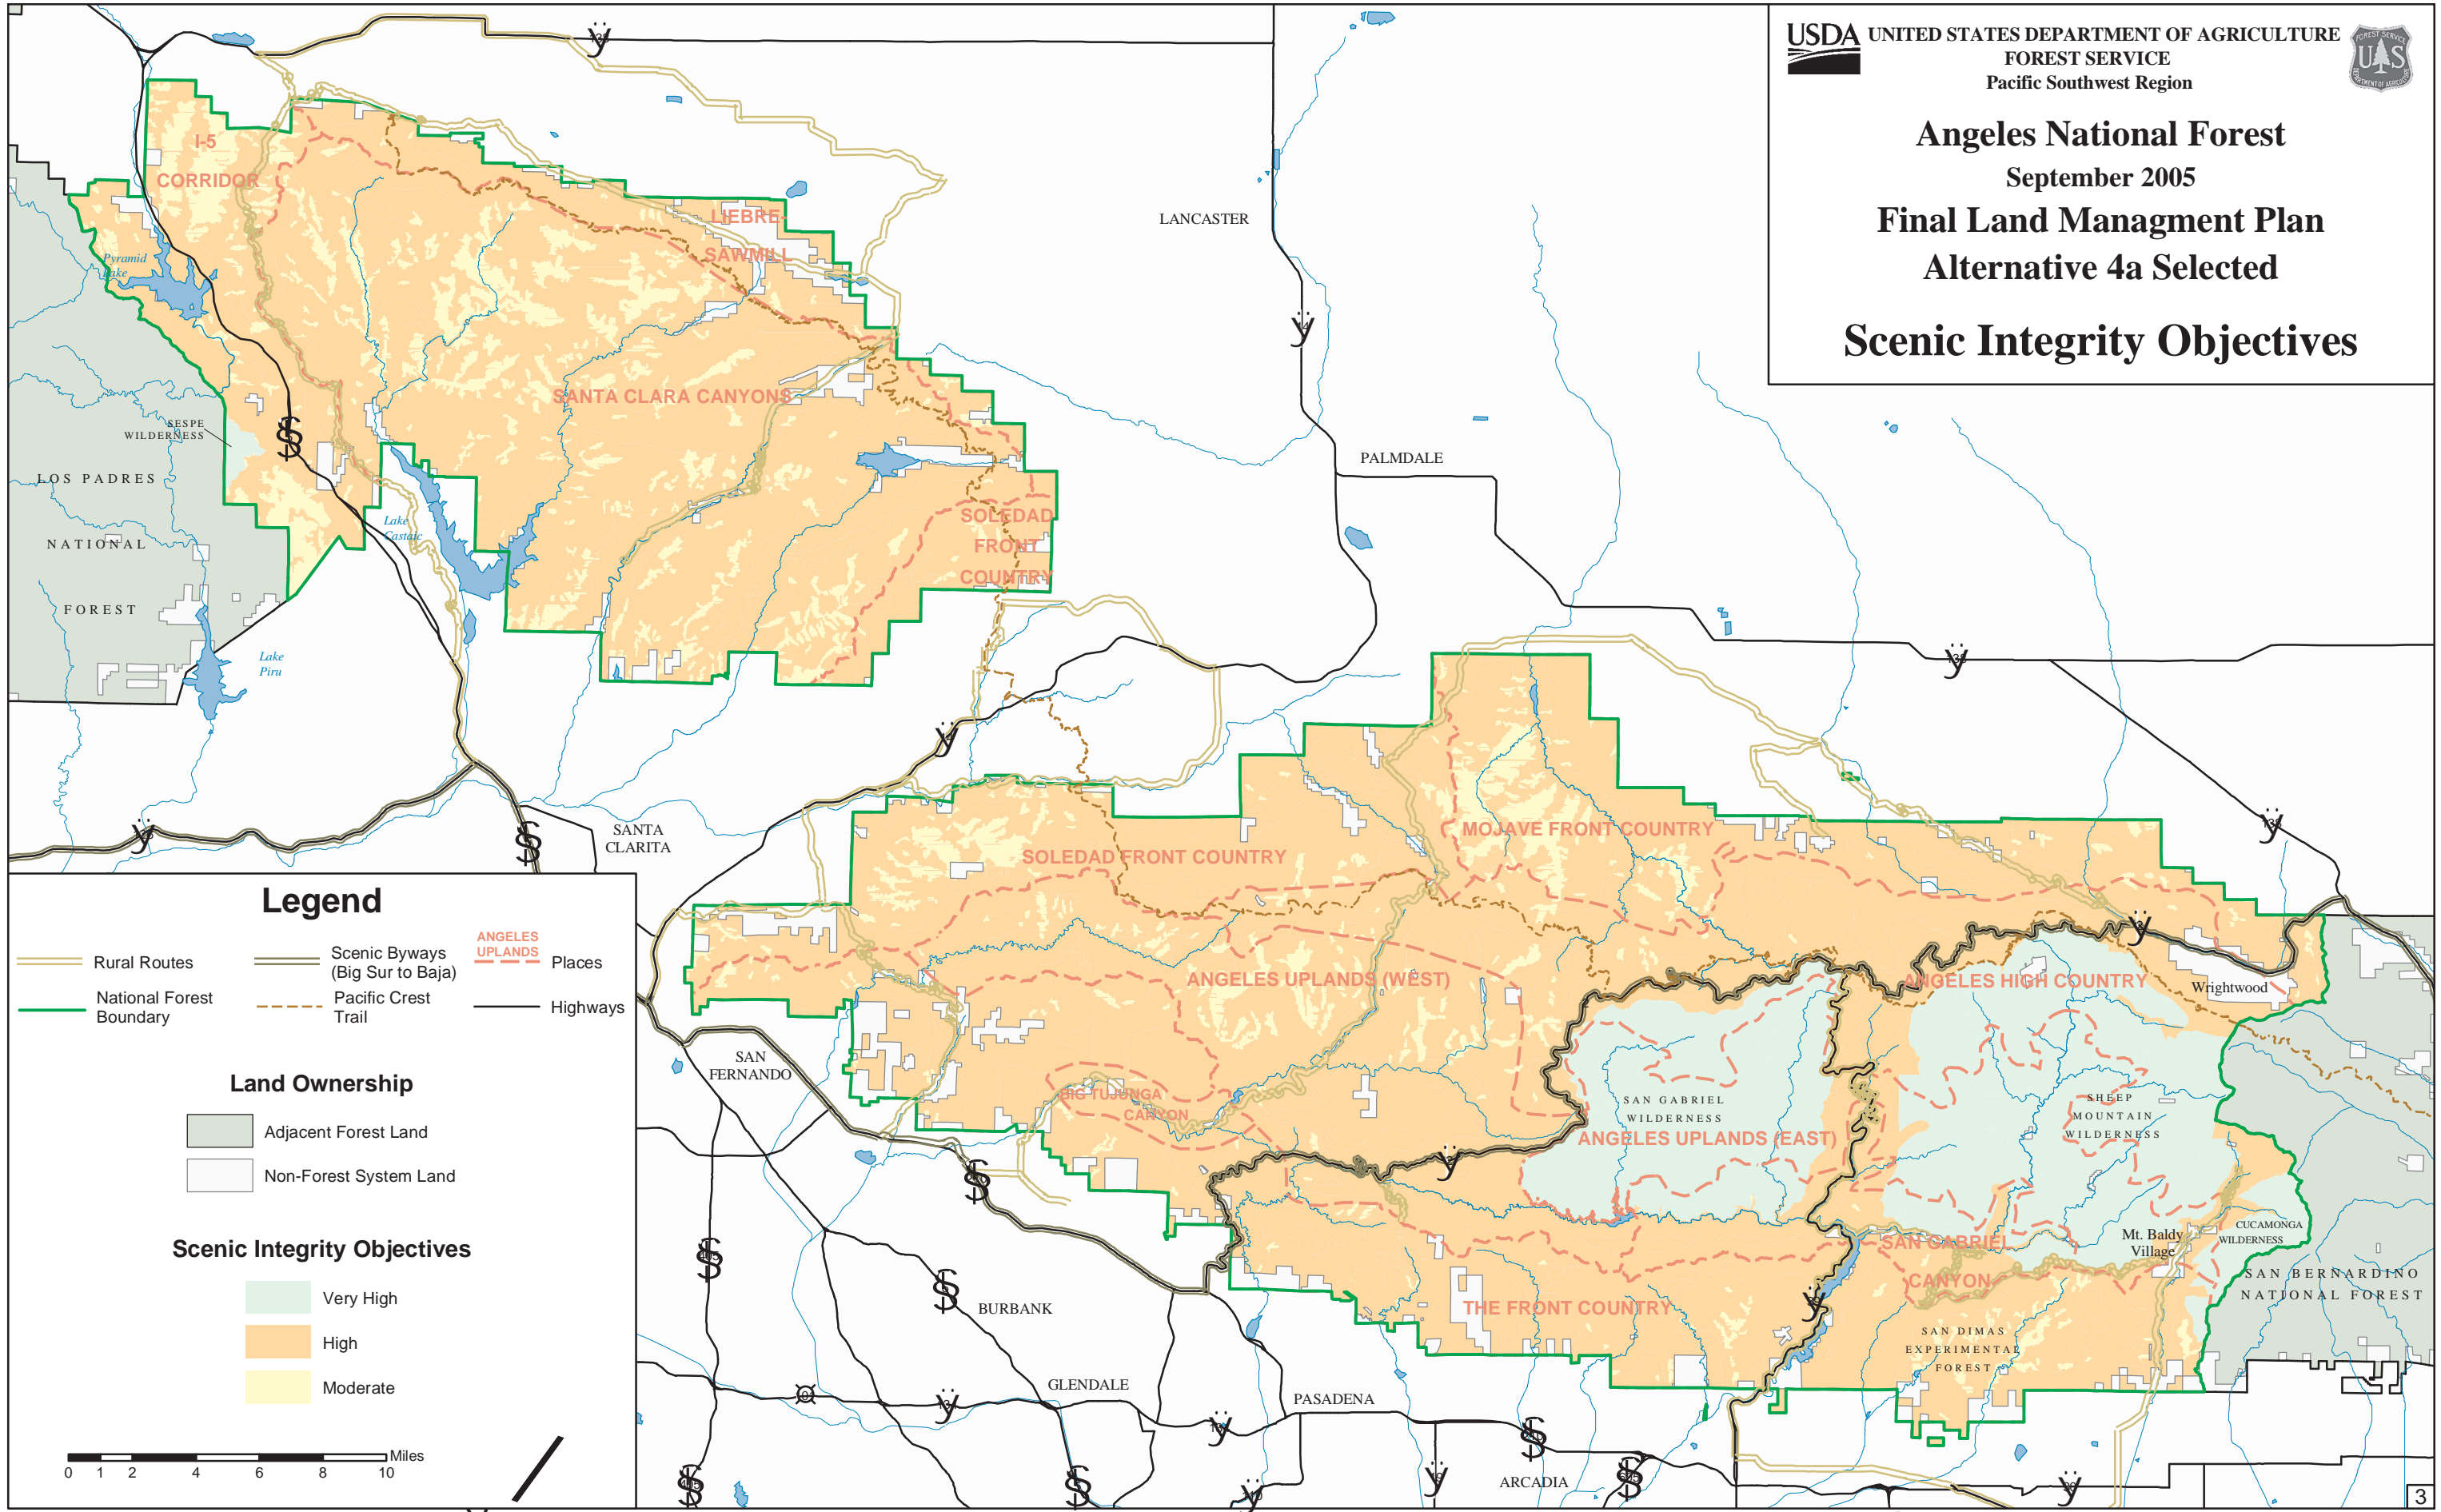 USDA
UNITED STATES DEPARTMENT OF AGRICULTURE
FOREST SERVICE
Pacific Southwest Region
FOREST SERVICE
U S
DEPARTMENT OF AGRICULTURE
Angeles National Forest
September 2005
Final Land Managment Plan
Alternative 4a Selected
Scenic Integrity Objectives
I-5
CORRIDOR
LIEBRE-
SAWMILL
LANCASTER
Pyramid
Lake
SANTA CLARA CANYONS
SESPE
WILDERNESS
LOS PADRES
NATIONAL
FOREST
PALMDALE
Lake
Castaic
SOLEDAD
FRONT
COUNTRY
Lake
Piru
SANTA
CLARITA
SOLEDAD FRONT COUNTRY
MOJAVE FRONT COUNTRY
ANGELES UPLANDS (WEST)
ANGELES HIGH COUNTRY
Wrightwood
SAN
FERNANDO
BIG TUJUNGA
CANYON
SAN GABRIEL
WILDERNESS
ANGELES UPLANDS (EAST)
SHEEP
MOUNTAIN
WILDERNESS
Mt. Baldy
Village
CUCAMONGA
WILDERNESS
SAN GABRIEL
CANYON
SAN BERNARDINO
NATIONAL FOREST
THE FRONT COUNTRY
SAN DIMAS
EXPERIMENTAL
FOREST
BURBANK
GLENDALE
PASADENA
ARCADIA
Legend
Rural Routes
Scenic Byways
(Big Sur to Baja)
ANGELES
UPLANDS
Places
National Forest
Boundary
Pacific Crest
Trail
Highways
Land Ownership
Adjacent Forest Land
Non-Forest System Land
Scenic Integrity Objectives
Very High
High
Moderate
Miles
0 1 2 4 6 8 10
3